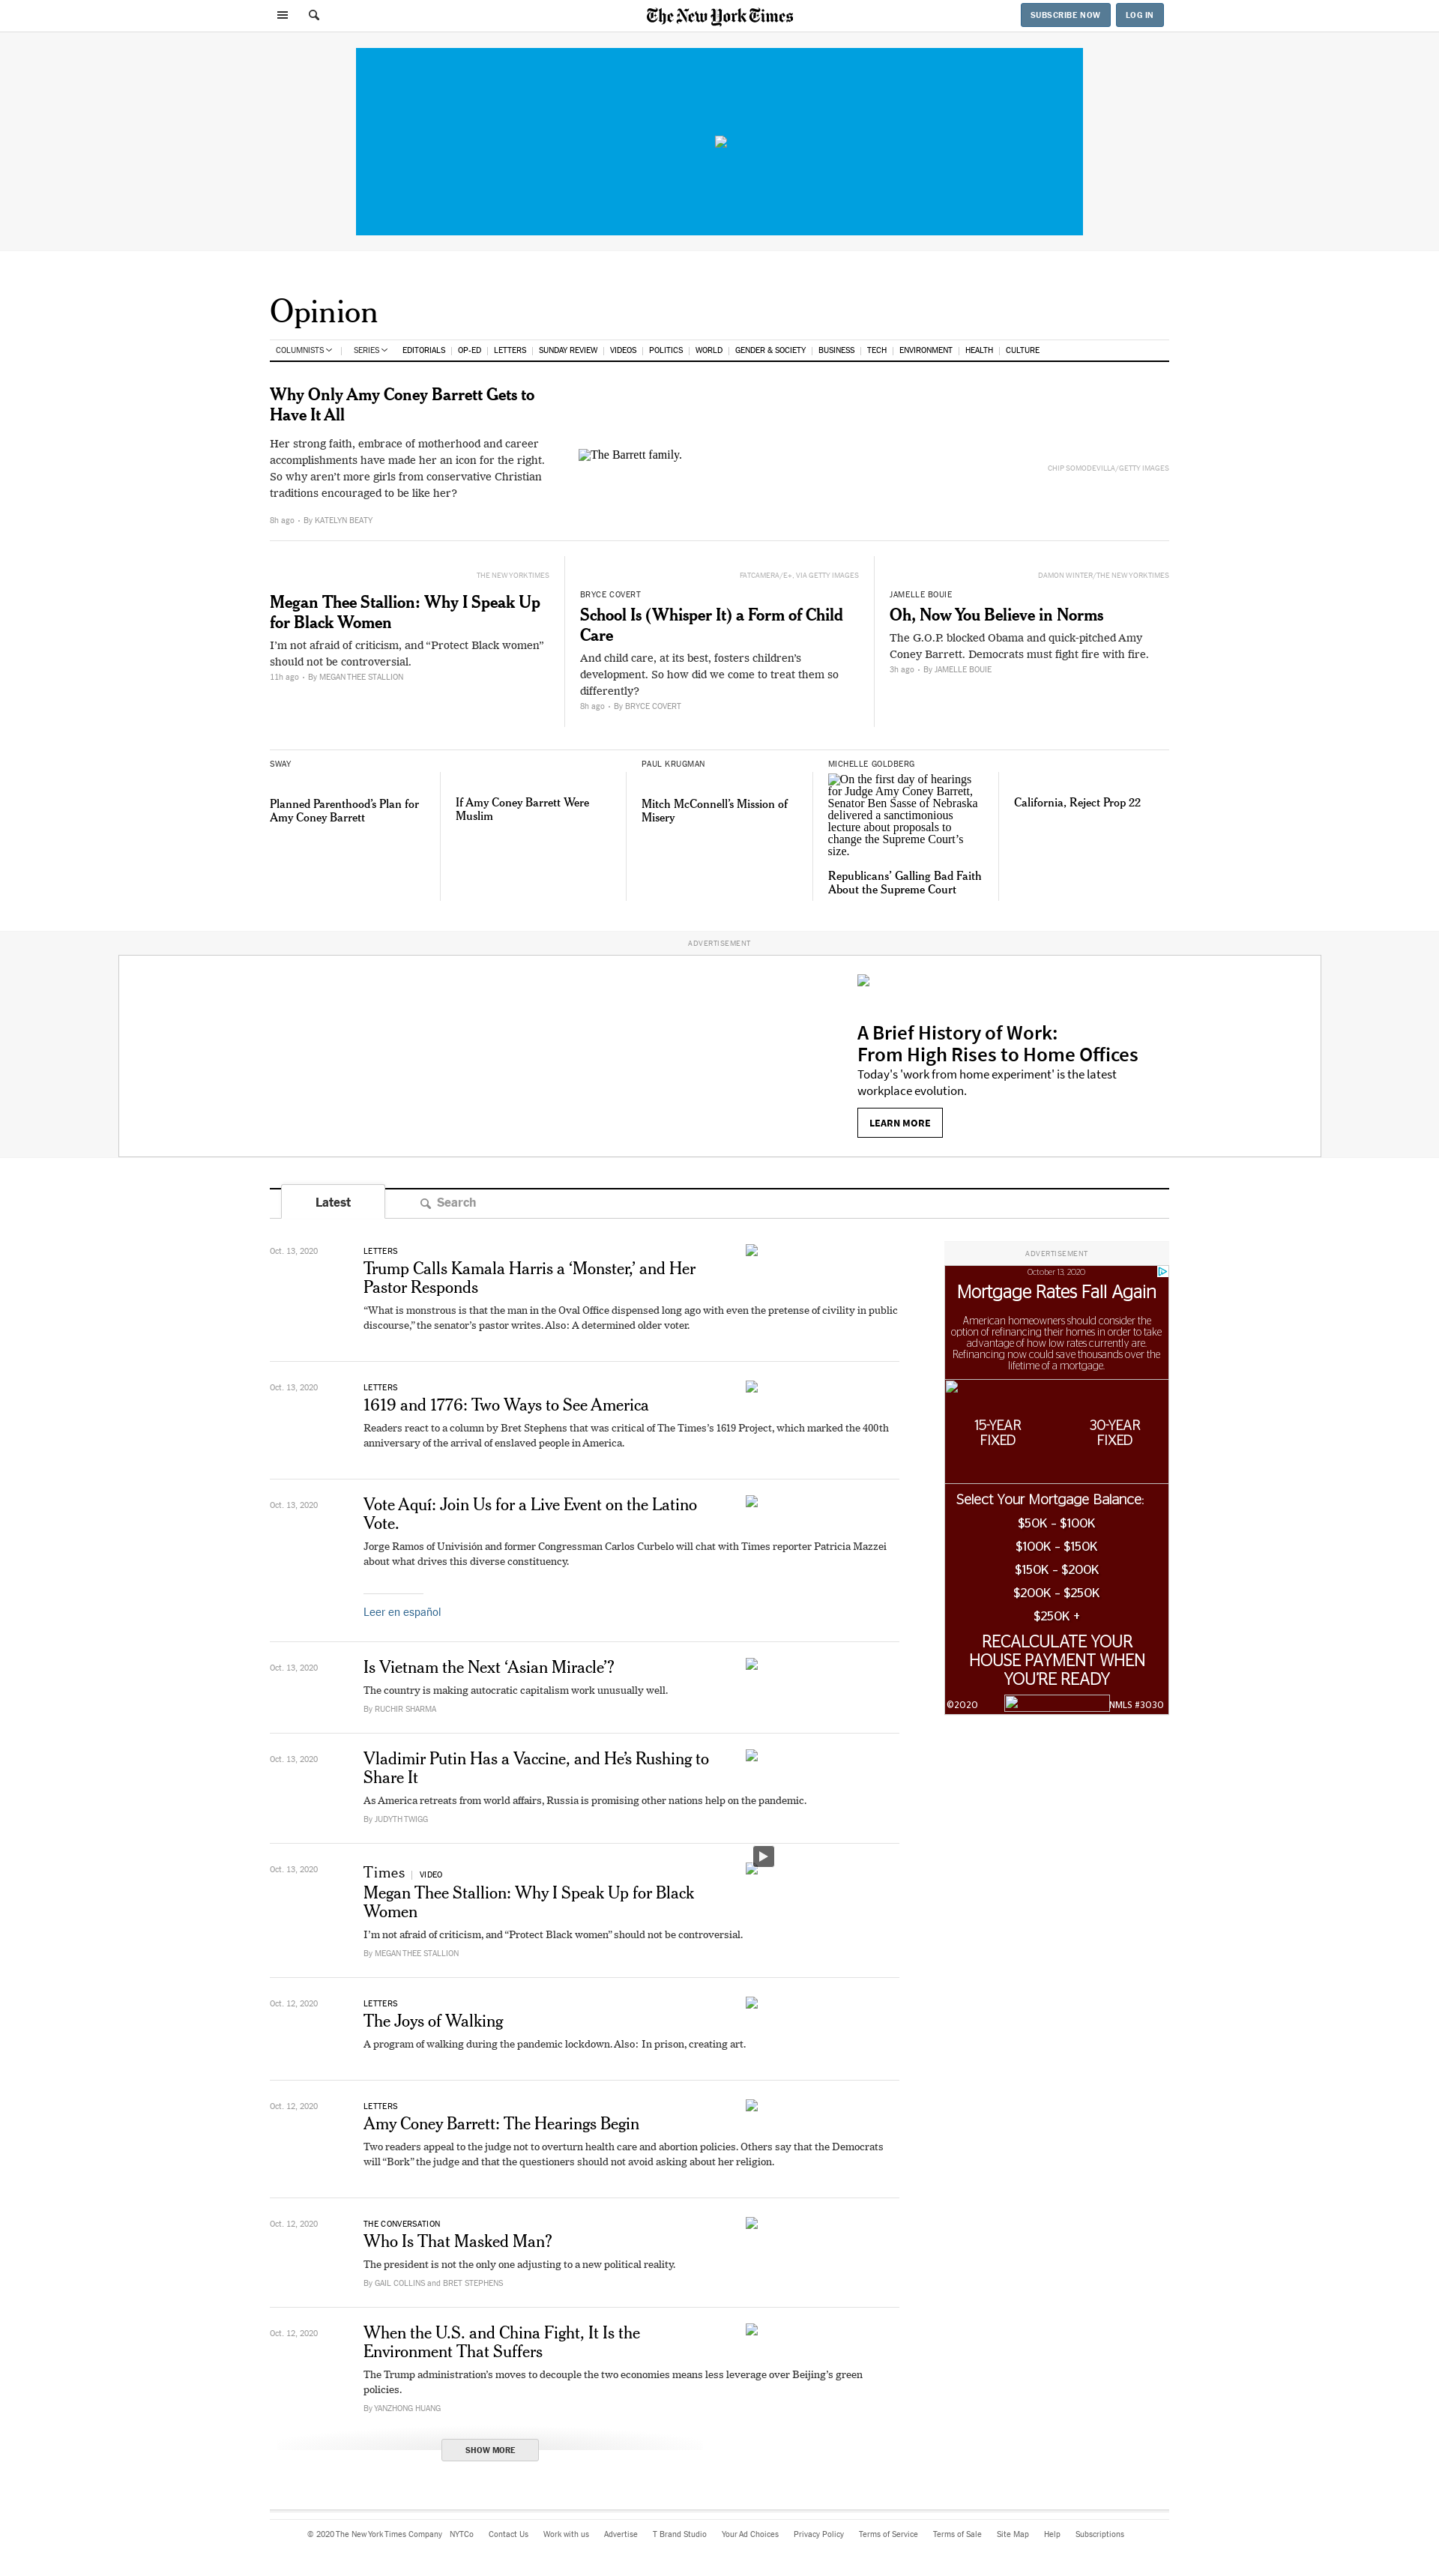 The New York Times
SUBSCRIBE NOW
LOG IN
Opinion
COLUMNISTS SERIES EDITORIALS OP-ED LETTERS SUNDAY REVIEW VIDEOS POLITICS WORLD GENDER & SOCIETY BUSINESS TECH ENVIRONMENT HEALTH CULTURE
Why Only Amy Coney Barrett Gets to
Have It All
Her strong faith, embrace of motherhood and career
accomplishments have made her an icon for the right.
So why aren't more girls from conservative Christian
traditions encouraged to be like her?
8h ago • By KATELYN BEATY
The Barrett family.
CHIP SOMODEVILLA/GETTY IMAGES
THE NEW YORK TIMES
Megan Thee Stallion: Why I Speak Up
for Black Women
I'm not afraid of criticism, and “Protect Black women”
should not be controversial.
11h ago • By MEGAN THEE STALLION
FATCAMERA/E+, VIA GETTY IMAGES
BRYCE COVERT
School Is (Whisper It) a Form of Child
Care
And child care, at its best, fosters children's
development. So how did we come to treat them so
differently?
8h ago • By BRYCE COVERT
DAMON WINTER/THE NEW YORK TIMES
JAMELLE BOUIE
Oh, Now You Believe in Norms
The G.O.P. blocked Obama and quick-pitched Amy
Coney Barrett. Democrats must fight fire with fire.
3h ago • By JAMELLE BOUIE
SWAY
Planned Parenthood's Plan for
Amy Coney Barrett
If Amy Coney Barrett Were
Muslim
PAUL KRUGMAN
Mitch McConnell's Mission of
Misery
MICHELLE GOLDBERG
On the first day of hearings
for Judge Amy Coney Barrett,
Senator Ben Sasse of Nebraska
delivered a sanctimonious
lecture about proposals to
change the Supreme Court's
size.
Republicans' Galling Bad Faith
About the Supreme Court
California, Reject Prop 22
ADVERTISEMENT
A Brief History of Work:
From High Rises to Home Offices
Today's 'work from home experiment' is the latest
workplace evolution.
LEARN MORE
Latest
Search
Oct. 13, 2020
LETTERS
Trump Calls Kamala Harris a ‘Monster,’ and Her
Pastor Responds
“What is monstrous is that the man in the Oval Office dispensed long ago with even the pretense of civility in public
discourse,” the senator's pastor writes. Also: A determined older voter.
Oct. 13, 2020
LETTERS
1619 and 1776: Two Ways to See America
Readers react to a column by Bret Stephens that was critical of The Times's 1619 Project, which marked the 400th
anniversary of the arrival of enslaved people in America.
Oct. 13, 2020
Vote Aquí: Join Us for a Live Event on the Latino
Vote.
Jorge Ramos of Univisión and former Congressman Carlos Curbelo will chat with Times reporter Patricia Mazzei
about what drives this diverse constituency.
Leer en español
Oct. 13, 2020
Is Vietnam the Next ‘Asian Miracle’?
The country is making autocratic capitalism work unusually well.
By RUCHIR SHARMA
Oct. 13, 2020
Vladimir Putin Has a Vaccine, and He's Rushing to
Share It
As America retreats from world affairs, Russia is promising other nations help on the pandemic.
By JUDYTH TWIGG
Oct. 13, 2020
Times | VIDEO
Megan Thee Stallion: Why I Speak Up for Black
Women
I'm not afraid of criticism, and “Protect Black women” should not be controversial.
By MEGAN THEE STALLION
Oct. 12, 2020
LETTERS
The Joys of Walking
A program of walking during the pandemic lockdown. Also: In prison, creating art.
Oct. 12, 2020
LETTERS
Amy Coney Barrett: The Hearings Begin
Two readers appeal to the judge not to overturn health care and abortion policies. Others say that the Democrats
will “Bork” the judge and that the questioners should not avoid asking about her religion.
Oct. 12, 2020
THE CONVERSATION
Who Is That Masked Man?
The president is not the only one adjusting to a new political reality.
By GAIL COLLINS and BRET STEPHENS
Oct. 12, 2020
When the U.S. and China Fight, It Is the
Environment That Suffers
The Trump administration's moves to decouple the two economies means less leverage over Beijing's green
policies.
By YANZHONG HUANG
SHOW MORE
ADVERTISEMENT
October 13, 2020
Mortgage Rates Fall Again
American homeowners should consider the
option of refinancing their homes in order to take
advantage of how low rates currently are.
Refinancing now could save thousands over the
lifetime of a mortgage.
15-YEAR
FIXED
30-YEAR
FIXED
Select Your Mortgage Balance:
$50K - $100K
$100K - $150K
$150K - $200K
$200K - $250K
$250K +
RECALCULATE YOUR
HOUSE PAYMENT WHEN
YOU'RE READY
©2020
NMLS #3030
© 2020 The New York Times Company NYTCo Contact Us Work with us Advertise T Brand Studio Your Ad Choices Privacy Policy Terms of Service Terms of Sale Site Map Help Subscriptions